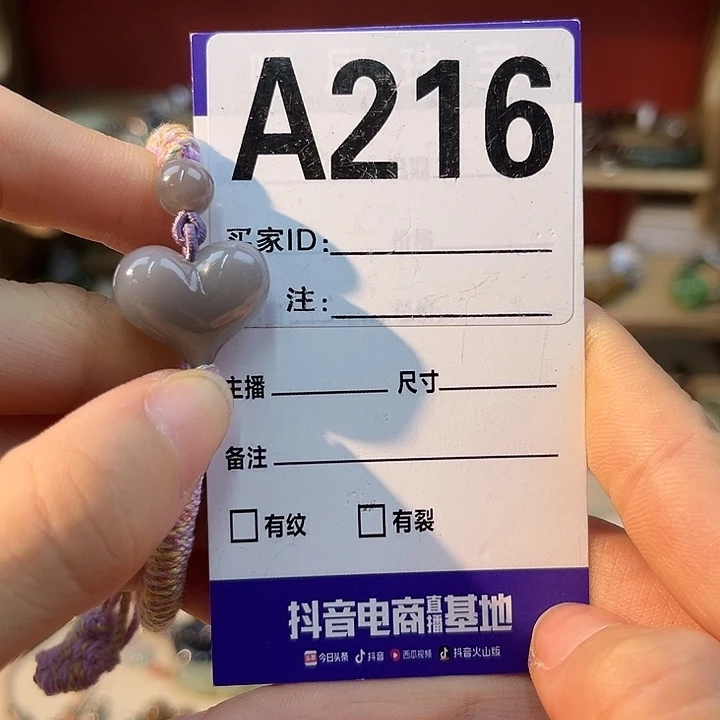 A216
买家ID:
注:
主播 尺寸
备注
有纹 有裂
抖音电商直播基地
头条 今日头条 抖音 西瓜视频 抖音火山版